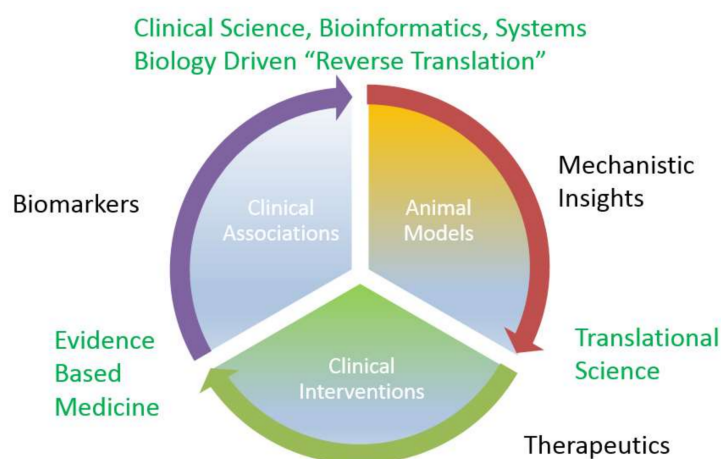 Clinical Science, Bioinformatics, Systems
Biology Driven “Reverse Translation”
Biomarkers
Clinical
Associations
Animal
Models
Mechanistic
Insights
Evidence
Based
Medicine
Clinical
Interventions
Translational
Science
Therapeutics